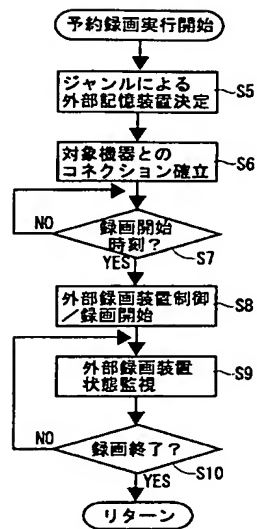 予約録画実行開始
ジャンルによる
外部記憶装置決定
S5
対象機器との
コネクション確立
S6
NO
録画開始
時刻?
YES
S7
外部録画装置制御
/録画開始
S8
外部録画装置
状態監視
S9
NO
録画終了?
S10
YES
リターン